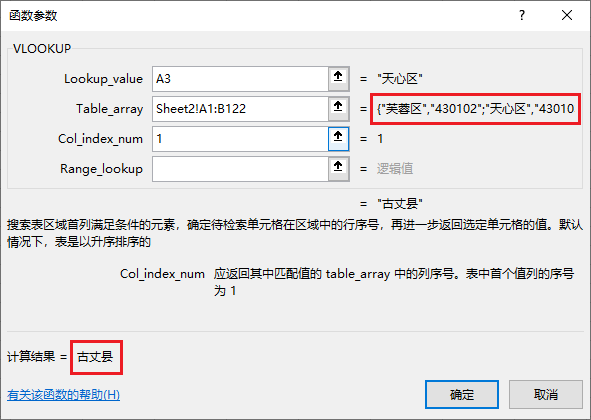 函数参数 ? ×
VLOOKUP
Lookup_value A3 = "天心区"
Table_array Sheet2!A1:B122 = {"芙蓉区","430102";"天心区","43010
Col_index_num 1 = 1
Range_lookup = 逻辑值
= "古丈县"
搜索表区域首列满足条件的元素，确定待检索单元格在区域中的行序号，再进一步返回选定单元格的值。默认
情况下，表是以升序排序的
Col_index_num 应返回其中匹配值的 table_array 中的列序号。表中首个值列的序号
为 1
计算结果 = 古丈县
有关该函数的帮助(H) 确定 取消